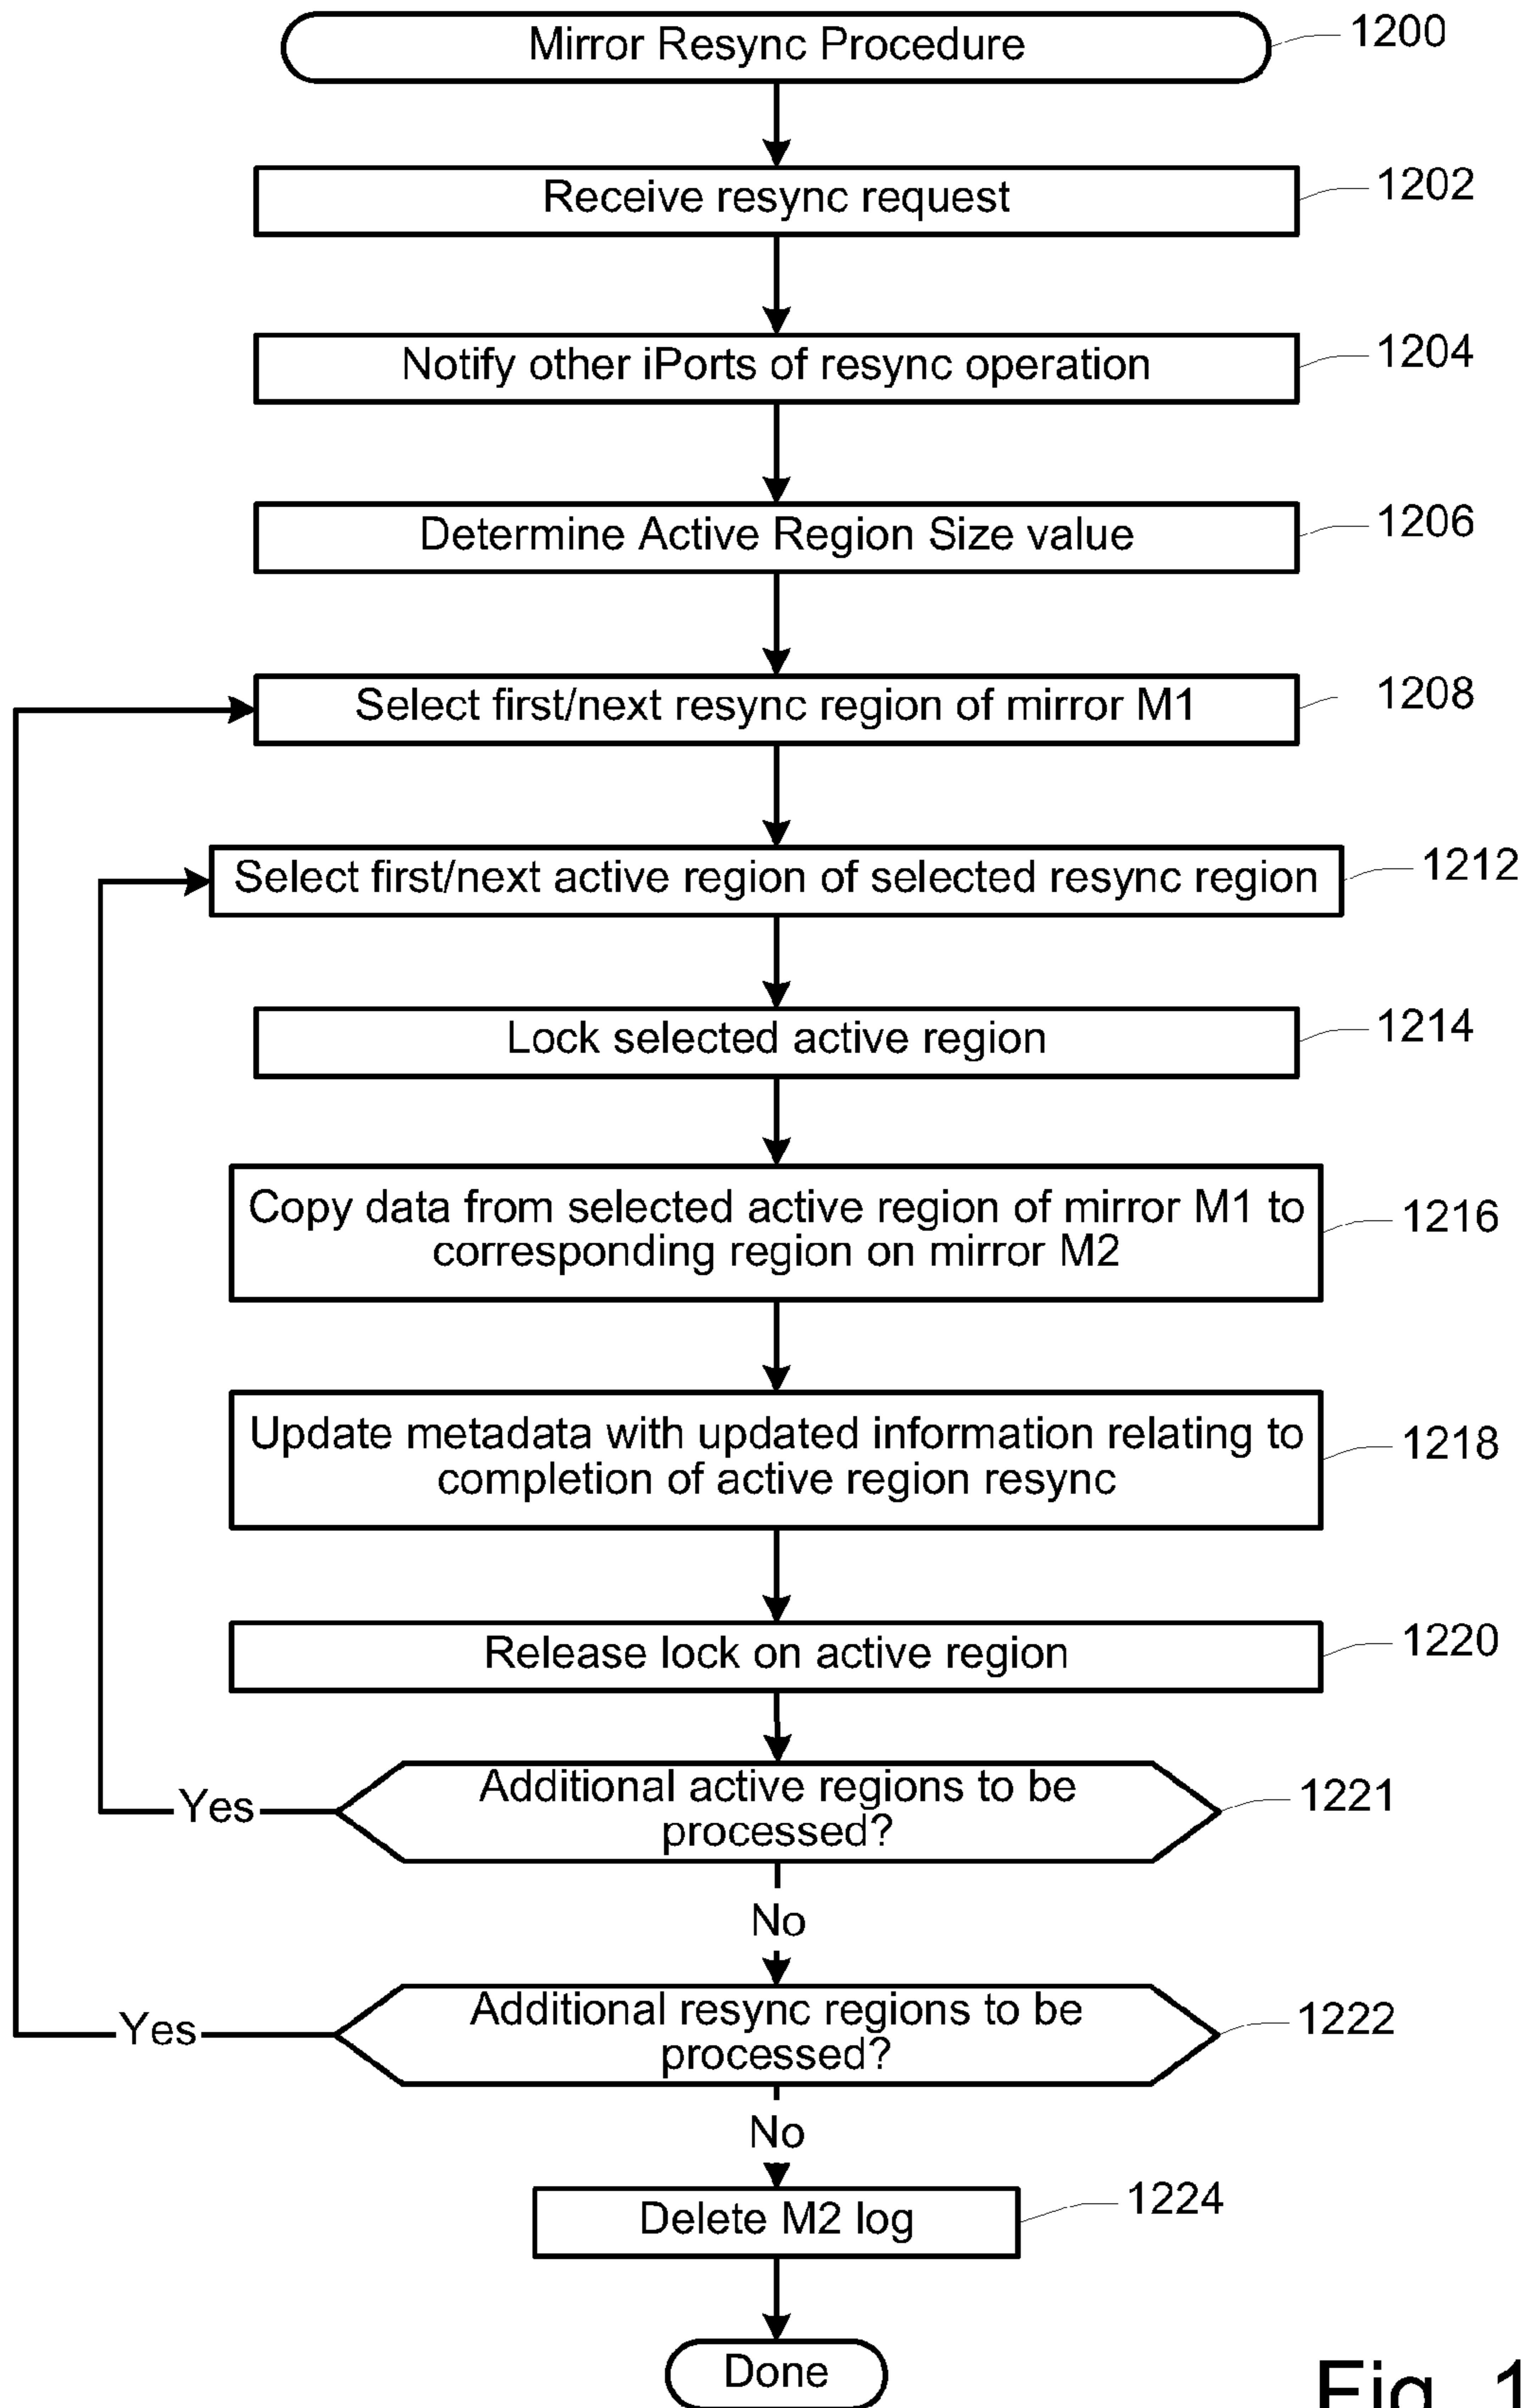 Mirror Resync Procedure
1200
Receive resync request
1202
Notify other iPorts of resync operation
1204
Determine Active Region Size value
1206
Select first/next resync region of mirror M1
1208
Select first/next active region of selected resync region
1212
Lock selected active region
1214
Copy data from selected active region of mirror M1 to
corresponding region on mirror M2
1216
Update metadata with updated information relating to
completion of active region resync
1218
Release lock on active region
1220
Additional active regions to be
processed?
1221
Yes
No
Additional resync regions to be
processed?
1222
Yes
No
Delete M2 log
1224
Done
Fig. 1